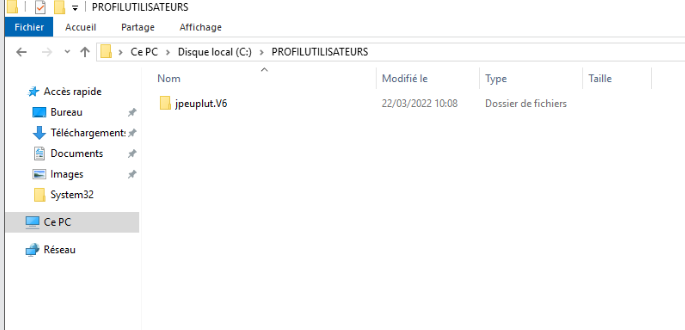 PROFILUTILISATEURS
Fichier Accueil Partage Affichage
Ce PC > Disque local (C:) > PROFILUTILISATEURS
Nom Modifié le Type Taille
Accès rapide
jpeuplut.V6 22/03/2022 10:08 Dossier de fichiers
Bureau
Téléchargements
Documents
Images
System32
Ce PC
Réseau